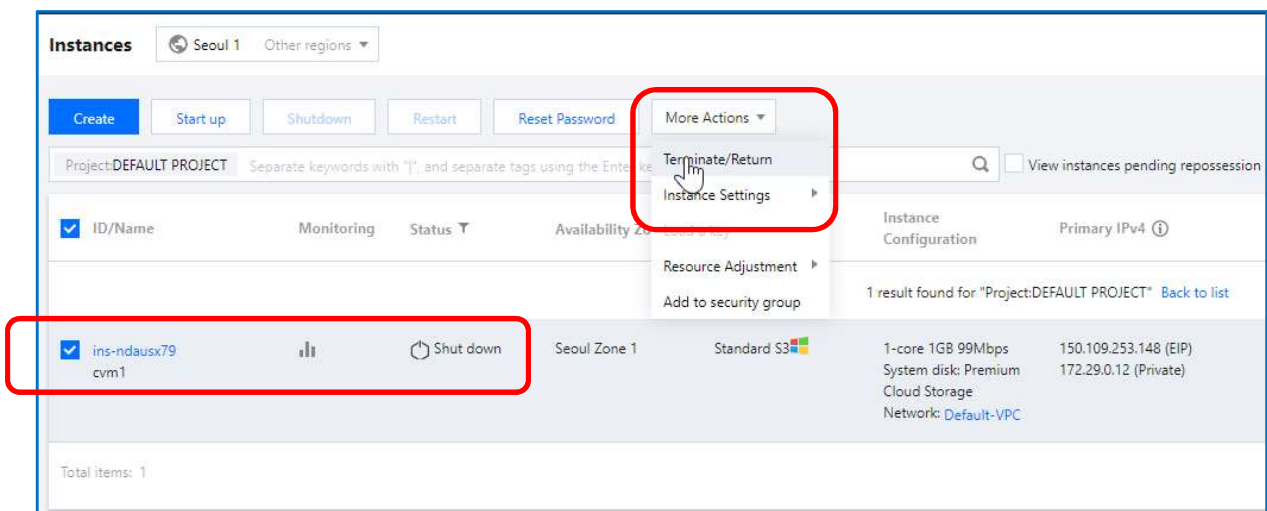 Instances Seoul 1 Other regions
Create Start up Shutdown Restart Reset Password More Actions
Project:DEFAULT PROJECT Separate keywords with "|", and separate tags using the Enter ke
View instances pending repossession
Terminate/Return
Instance Settings
Resource Adjustment
Add to security group
ID/Name Monitoring Status Availability Zo Instance Configuration Primary IPv4
1 result found for "Project:DEFAULT PROJECT" Back to list
ins-ndausx79 Shut down Seoul Zone 1 Standard S3 1-core 1GB 99Mbps 150.109.253.148 (EIP)
cvm1 System disk: Premium 172.29.0.12 (Private)
Cloud Storage
Network: Default-VPC
Total items: 1